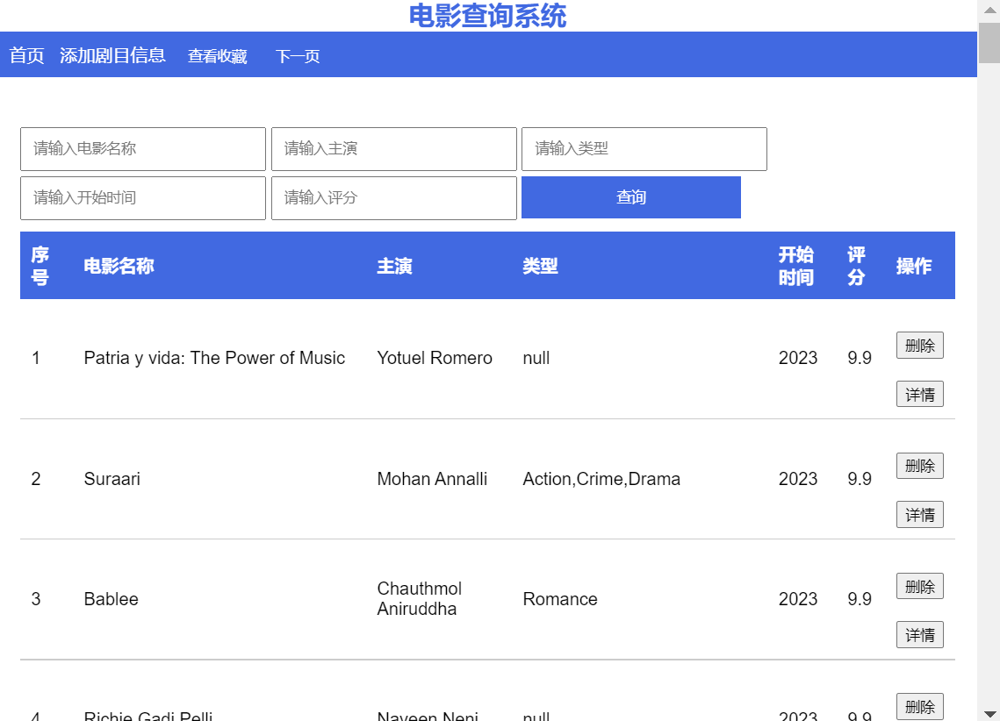 电影查询系统
首页 添加剧目信息 查看收藏 下一页
请输入电影名称 请输入主演 请输入类型
请输入开始时间 请输入评分 查询
序号 电影名称 主演 类型 开始时间 评分 操作
删除
1 Patria y vida: The Power of Music Yotuel Romero null 2023 9.9
详情
删除
2 Suraari Mohan Annalli Action,Crime,Drama 2023 9.9
详情
删除
3 Bablee Chauthmol Aniruddha Romance 2023 9.9
详情
删除
4 Richie Gadi Pelli Naveen Neni null 2023 9.9